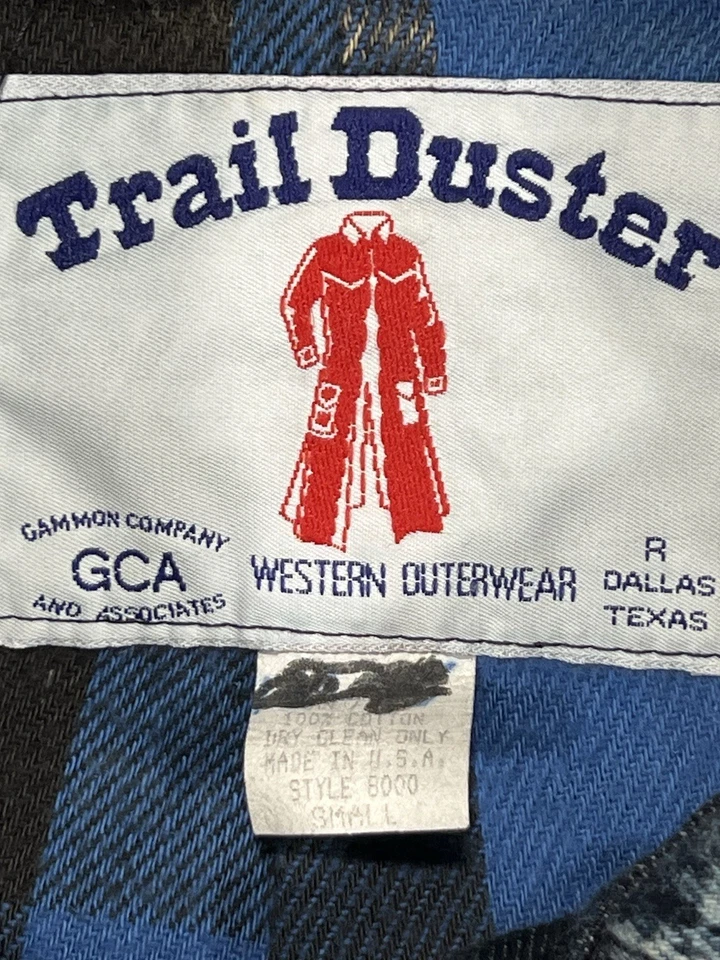 Trail Duster
GAMMON COMPANY
GCA
AND ASSOCIATES
WESTERN OUTERWEAR
R
DALLAS
TEXAS
100% COTTON
DRY CLEAN ONLY
MADE IN U.S.A.
STYLE 8000
SMALL